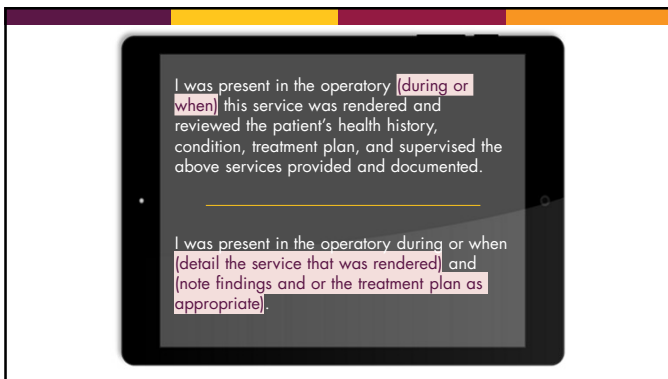 I was present in the operatory (during or
when) this service was rendered and
reviewed the patient's health history,
condition, treatment plan, and supervised the
above services provided and documented.
I was present in the operatory during or when
(detail the service that was rendered) and
(note findings and or the treatment plan as
appropriate).